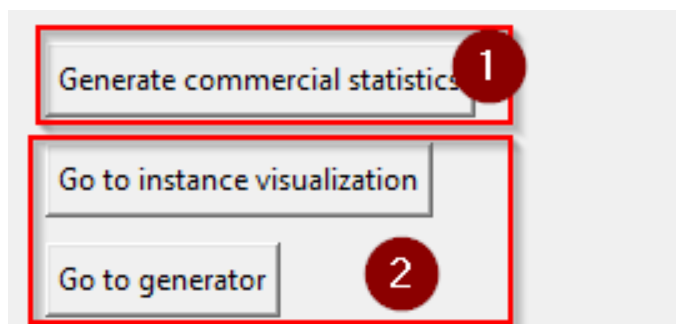 Generate commercial statistics
1
Go to instance visualization
Go to generator
2